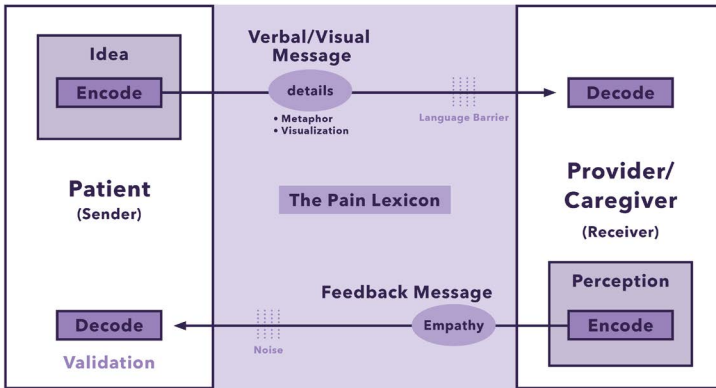 Idea
Encode
Verbal/Visual
Message
details
• Metaphor
• Visualization
Language Barrier
Decode
Patient
(Sender)
The Pain Lexicon
Provider/
Caregiver
(Receiver)
Perception
Encode
Feedback Message
Empathy
Noise
Decode
Validation